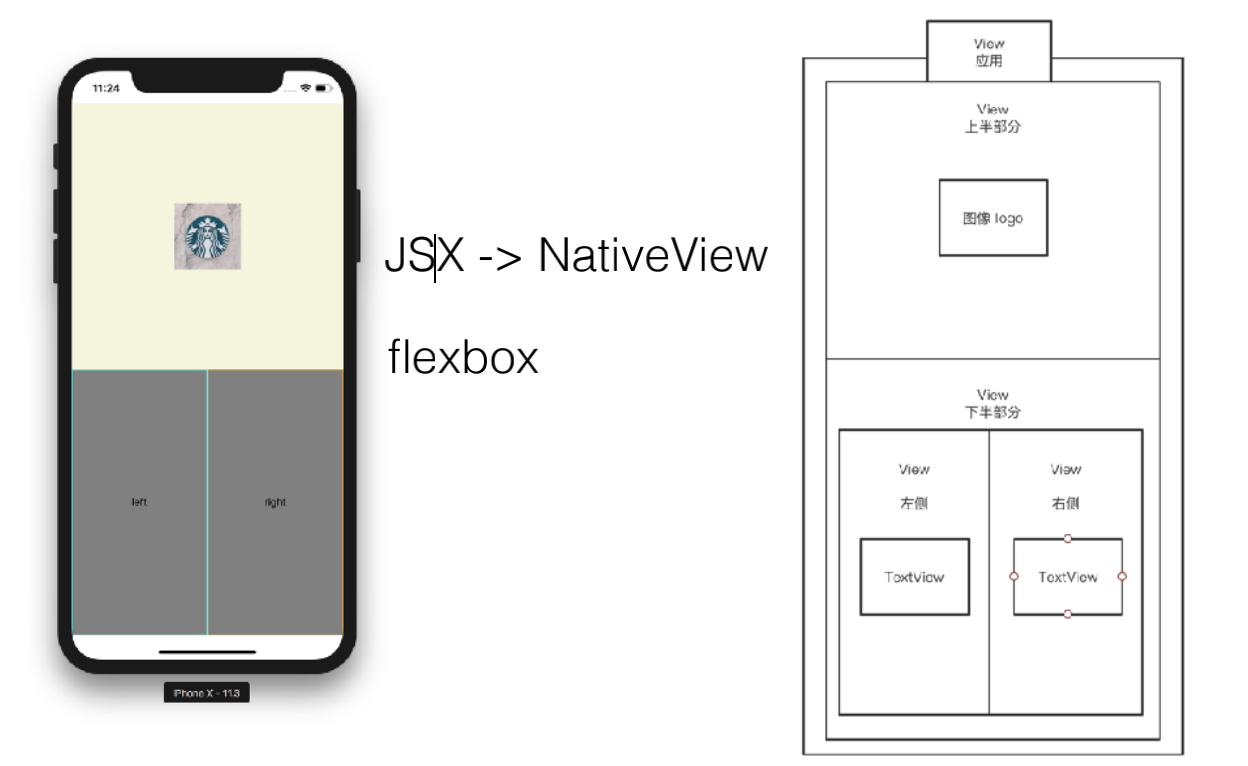 11:24
left
right
iPhone X - 11.3
JSX -> NativeView
flexbox
View
应用
View
上半部分
图像 logo
View
下半部分
View
左侧
TextView
View
右侧
TextView